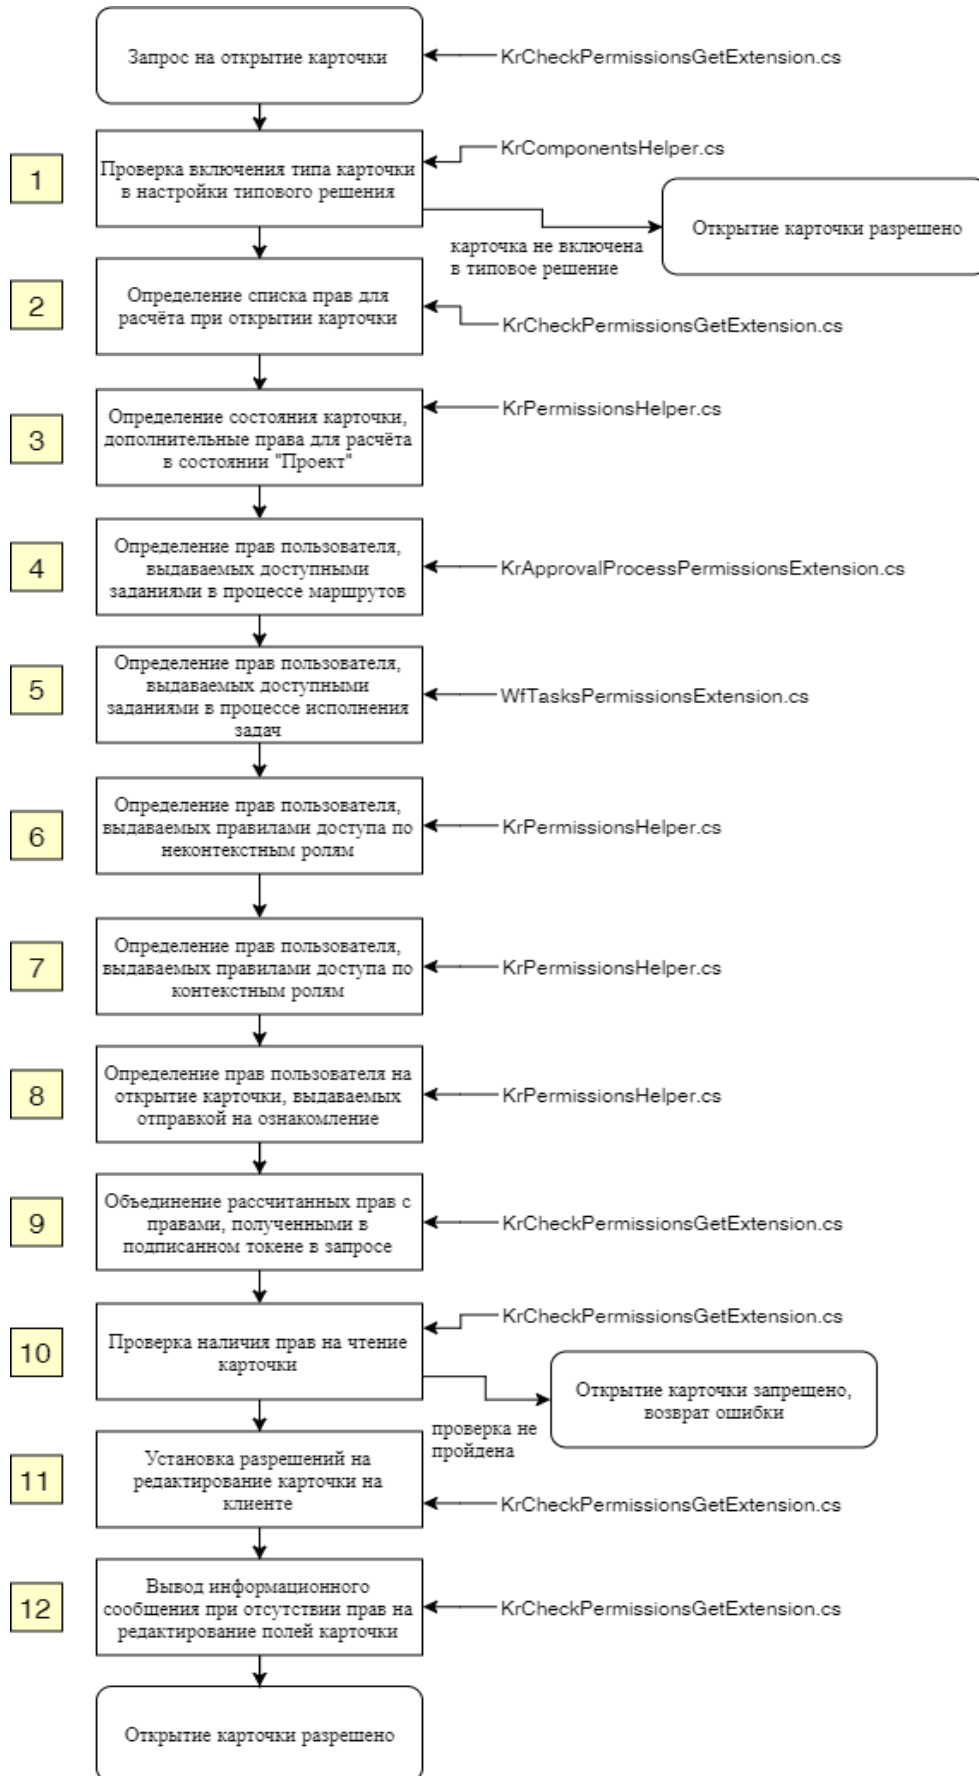 Запрос на открытие карточки
KrCheckPermissionsGetExtension.cs
1
Проверка включения типа карточки
в настройки типового решения
KrComponentsHelper.cs
карточка не включена
в типовое решение
Открытие карточки разрешено
2
Определение списка прав для
расчёта при открытии карточки
KrCheckPermissionsGetExtension.cs
3
Определение состояния карточки,
дополнительные права для расчёта
в состоянии "Проект"
KrPermissionsHelper.cs
4
Определение прав пользователя,
выдаваемых доступными
заданиями в процессе маршрутов
KrApprovalProcessPermissionsExtension.cs
5
Определение прав пользователя,
выдаваемых доступными
заданиями в процессе исполнения
задач
WfTasksPermissionsExtension.cs
6
Определение прав пользователя,
выдаваемых правилами доступа по
неконтекстным ролям
KrPermissionsHelper.cs
7
Определение прав пользователя,
выдаваемых правилами доступа по
контекстным ролям
KrPermissionsHelper.cs
8
Определение прав пользователя на
открытие карточки, выдаваемых
отправкой на ознакомление
KrPermissionsHelper.cs
9
Объединение рассчитанных прав с
правами, полученными в
подписанном токене в запросе
KrCheckPermissionsGetExtension.cs
10
Проверка наличия прав на чтение
карточки
KrCheckPermissionsGetExtension.cs
проверка не
пройдена
Открытие карточки запрещено,
возврат ошибки
11
Установка разрешений на
редактирование карточки на
клиенте
KrCheckPermissionsGetExtension.cs
12
Вывод информационного
сообщения при отсутствии прав на
редактирование полей карточки
KrCheckPermissionsGetExtension.cs
Открытие карточки разрешено